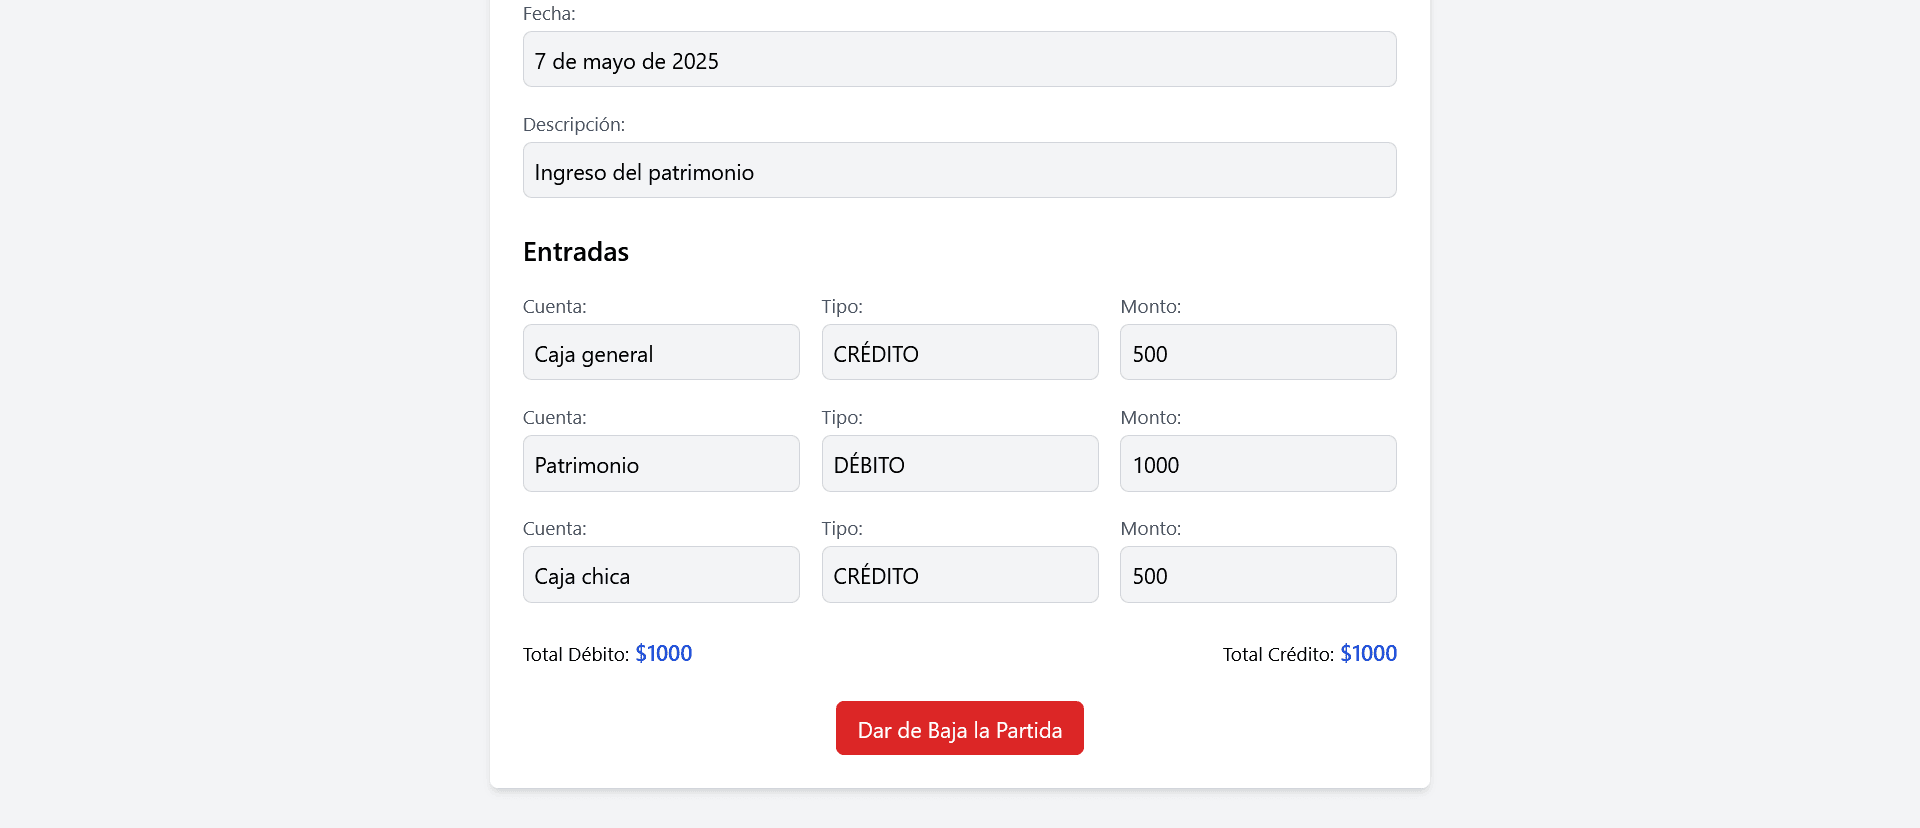 Fecha:
7 de mayo de 2025
Descripción:
Ingreso del patrimonio
Entradas
Cuenta: Tipo: Monto:
Caja general CRÉDITO 500
Cuenta: Tipo: Monto:
Patrimonio DÉBITO 1000
Cuenta: Tipo: Monto:
Caja chica CRÉDITO 500
Total Débito: $1000 Total Crédito: $1000
Dar de Baja la Partida